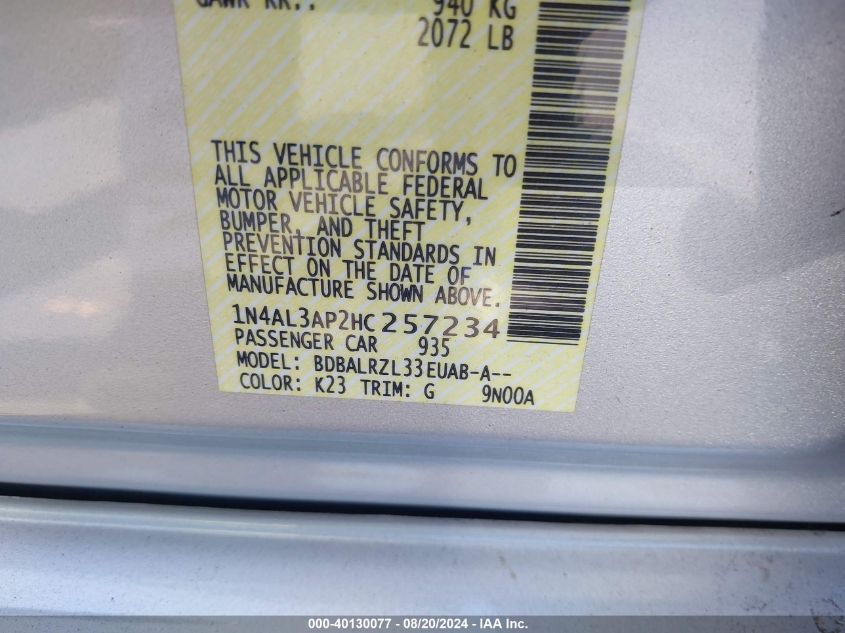 GAWR RR.: 940 KG
2072 LB
THIS VEHICLE CONFORMS TO
ALL APPLICABLE FEDERAL
MOTOR VEHICLE SAFETY,
BUMPER, AND THEFT
PREVENTION STANDARDS IN
EFFECT ON THE DATE OF
MANUFACTURE SHOWN ABOVE.
1N4AL3AP2HC257234
PASSENGER CAR 935
MODEL: BDBALRZL33EUAB-A--
COLOR: K23 TRIM: G 9N00A
000-40130077 - 08/20/2024 - IAA Inc.